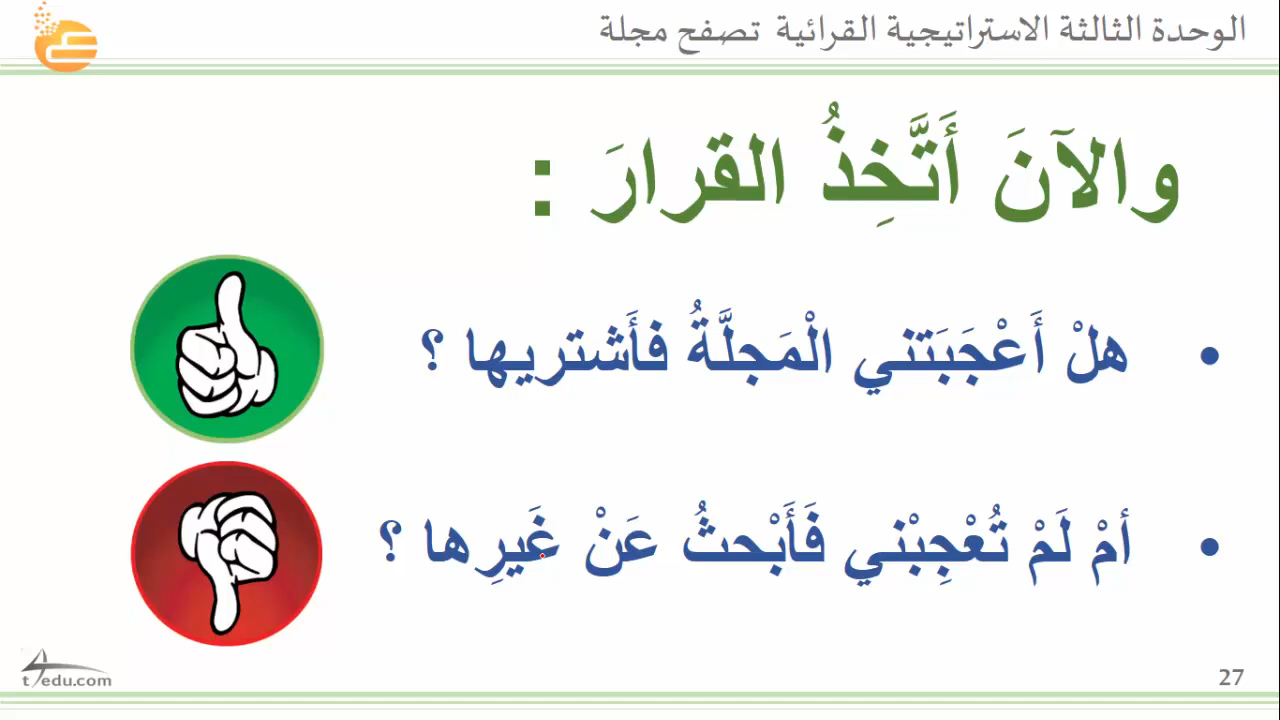 الوحدة الثالثة الاستراتيجية القرائية تصفح مجلة
والآنَ أَتَّخِذُ القرارَ :
• هلْ أَعْجَبَتني الْمَجلَّةُ فأَشتريها ؟
• أمْ لَمْ تُعْجِبْني فَأَبْحثُ عَنْ غَيرِها ؟
t4edu.com
27